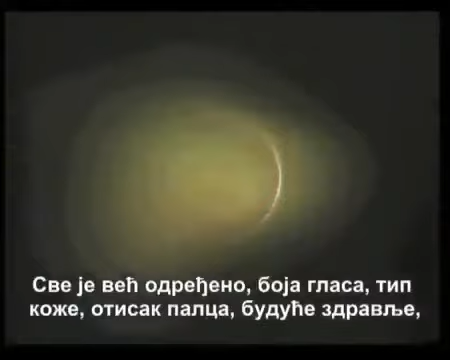 Све је већ одређено, боја гласа, тип
коже, отисак палца, будуће здравље,